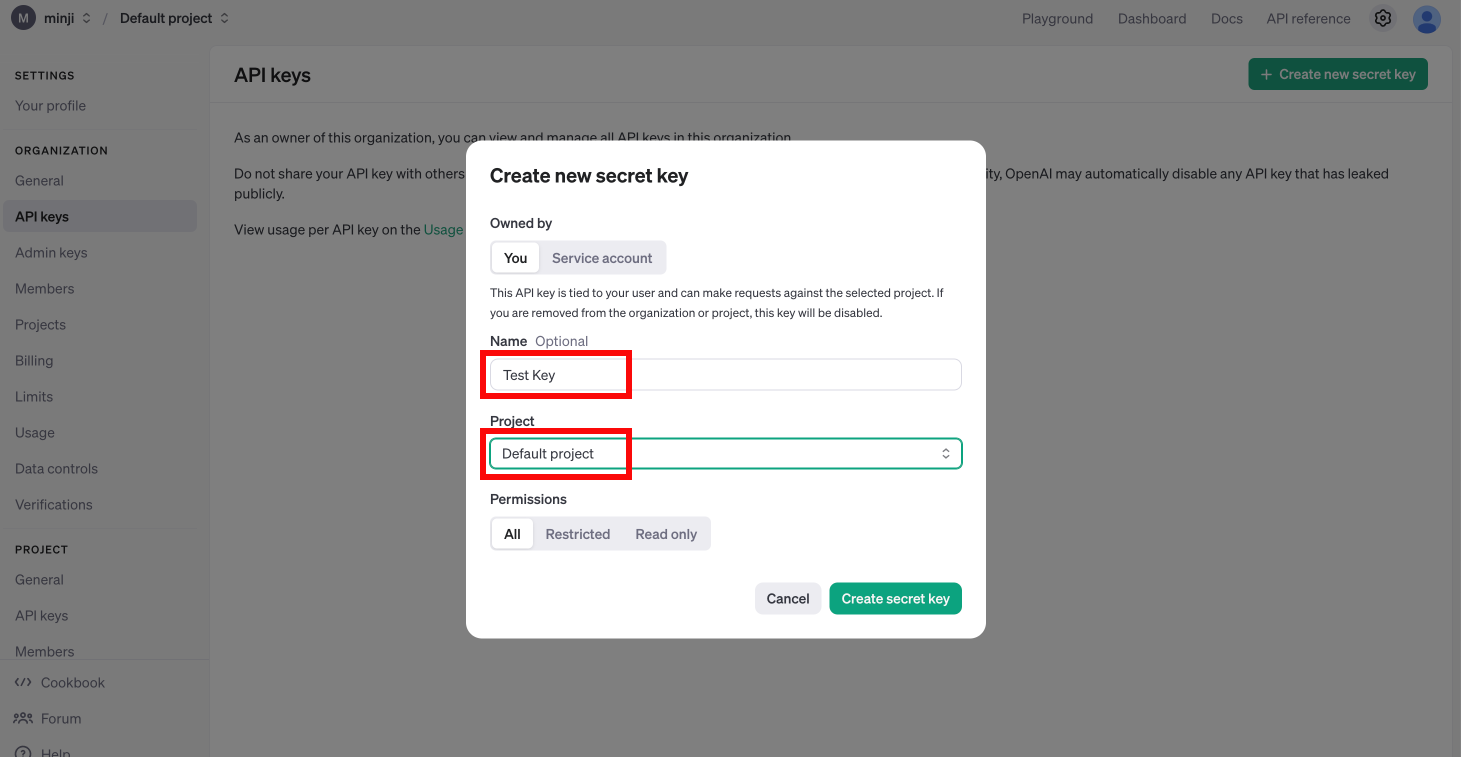 M minji / Default project
Playground Dashboard Docs API reference
SETTINGS
Your profile
ORGANIZATION
General
API keys
Admin keys
Members
Projects
Billing
Limits
Usage
Data controls
Verifications
PROJECT
General
API keys
Members
Cookbook
Forum
Help
API keys
+ Create new secret key
As an owner of this organization, you can view and manage all API keys in this organization.
Do not share your API key with others
ity, OpenAI may automatically disable any API key that has leaked
publicly.
View usage per API key on the Usage
Create new secret key
Owned by
You Service account
This API key is tied to your user and can make requests against the selected project. If
you are removed from the organization or project, this key will be disabled.
Name Optional
Test Key
Project
Default project
Permissions
All Restricted Read only
Cancel Create secret key